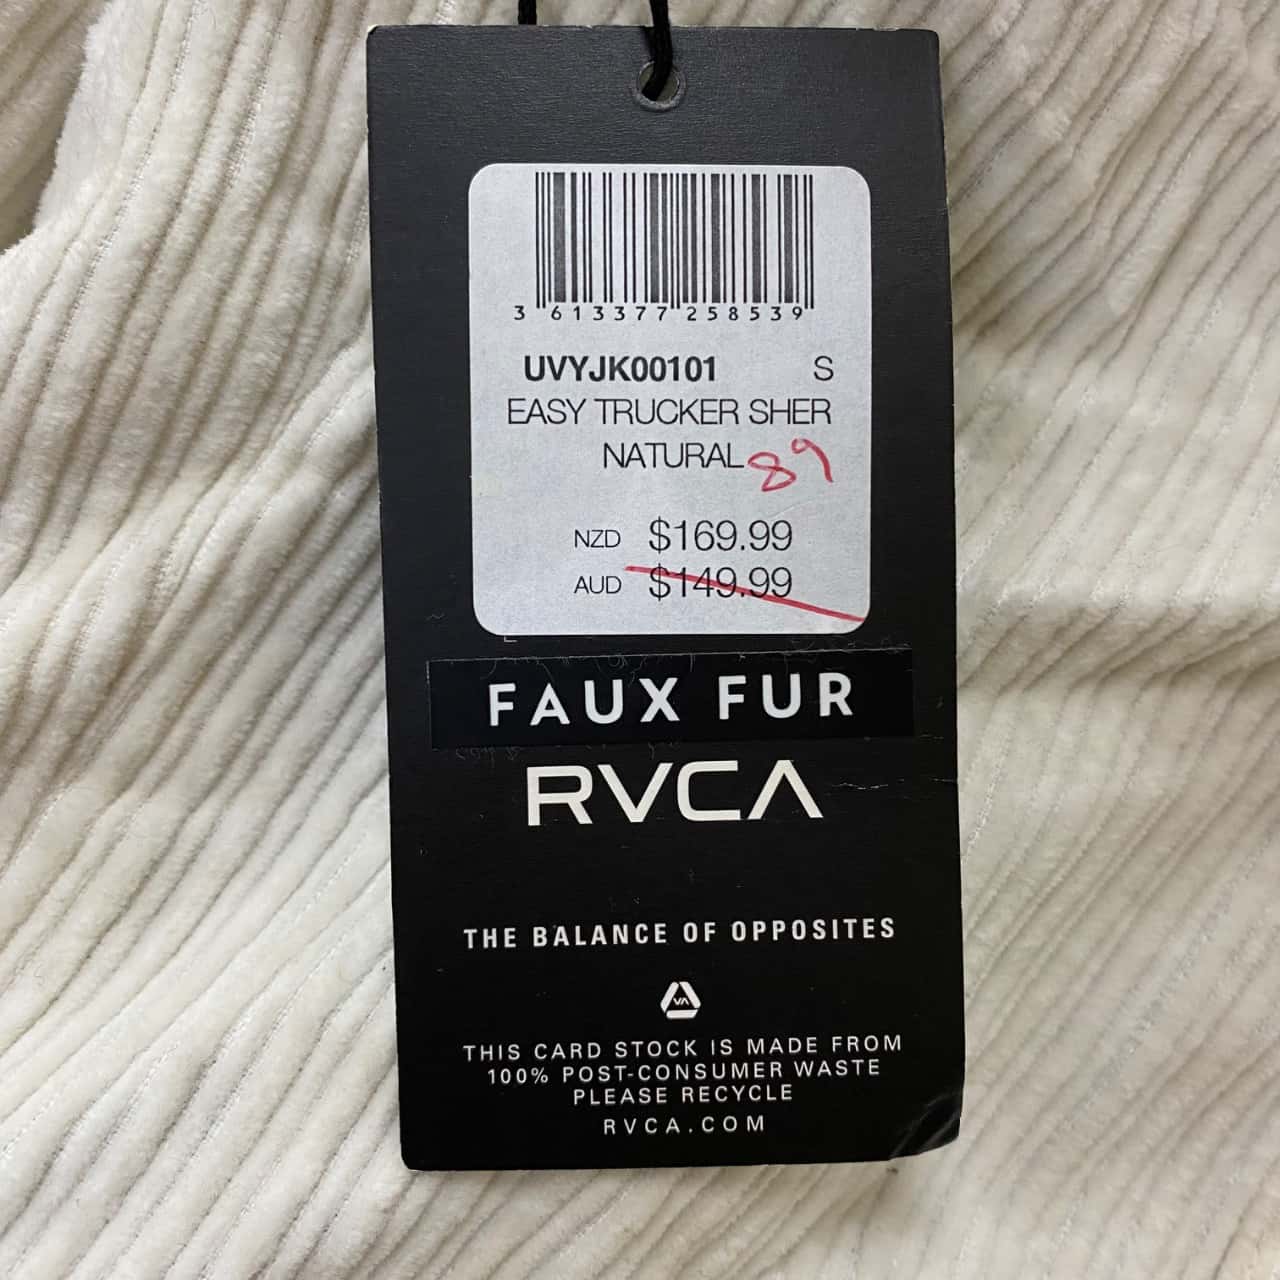 3 613377 258539
UVYJK00101 S
EASY TRUCKER SHER
NATURAL 89
NZD $169.99
AUD $149.99
FAUX FUR
RVCA
THE BALANCE OF OPPOSITES
VA
THIS CARD STOCK IS MADE FROM
100% POST-CONSUMER WASTE
PLEASE RECYCLE
RVCA.COM